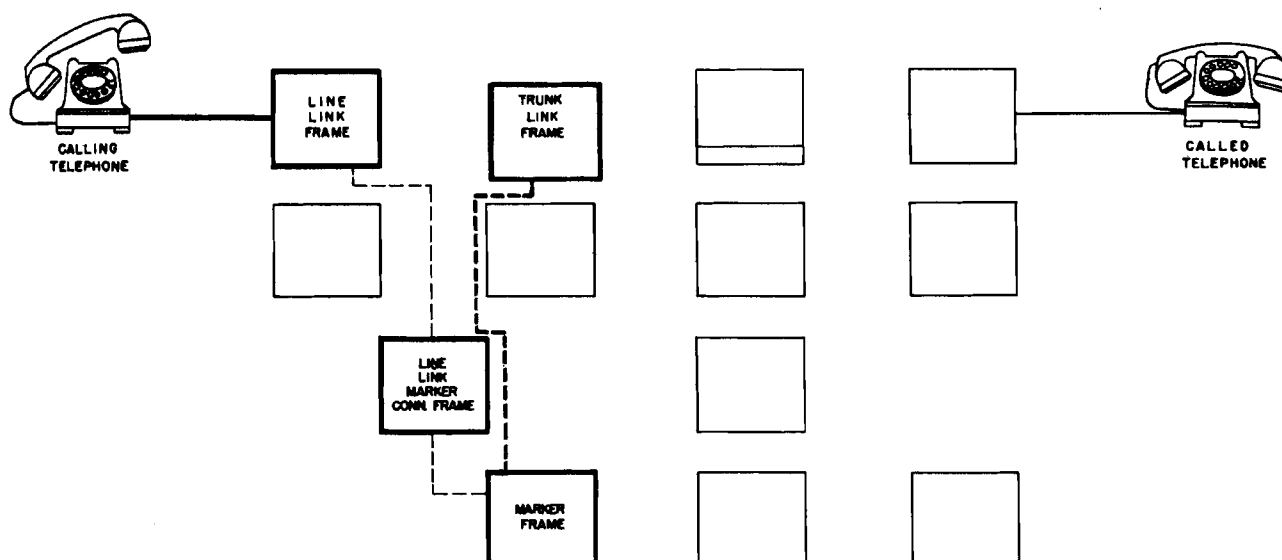 CALLING
TELEPHONE
LINE
LINK
FRAME
TRUNK
LINK
FRAME
CALLED
TELEPHONE
LINE
LINK
MARKER
CONN. FRAME
MARKER
FRAME